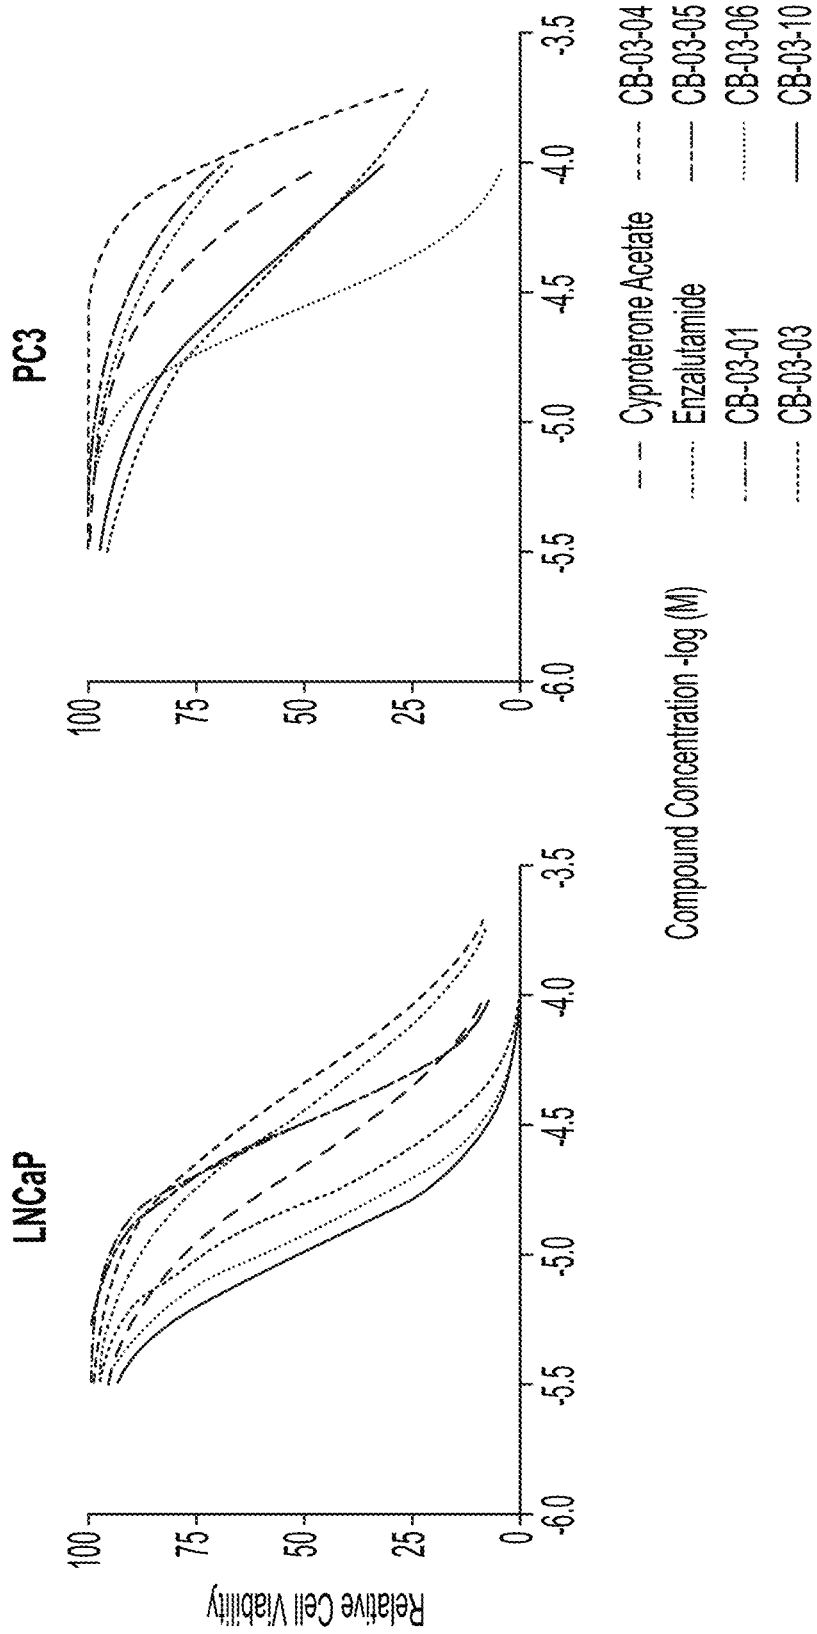 LNCaP
Relative Cell Viability
100
75
50
25
0
-6.0
-5.5
-5.0
-4.5
-4.0
-3.5
PC3
100
75
50
25
0
-6.0
-5.5
-5.0
-4.5
-4.0
-3.5
Compound Concentration -log (M)
Cyproterone Acetate
Enzalutamide
CB-03-01
CB-03-03
CB-03-04
CB-03-05
CB-03-06
CB-03-10